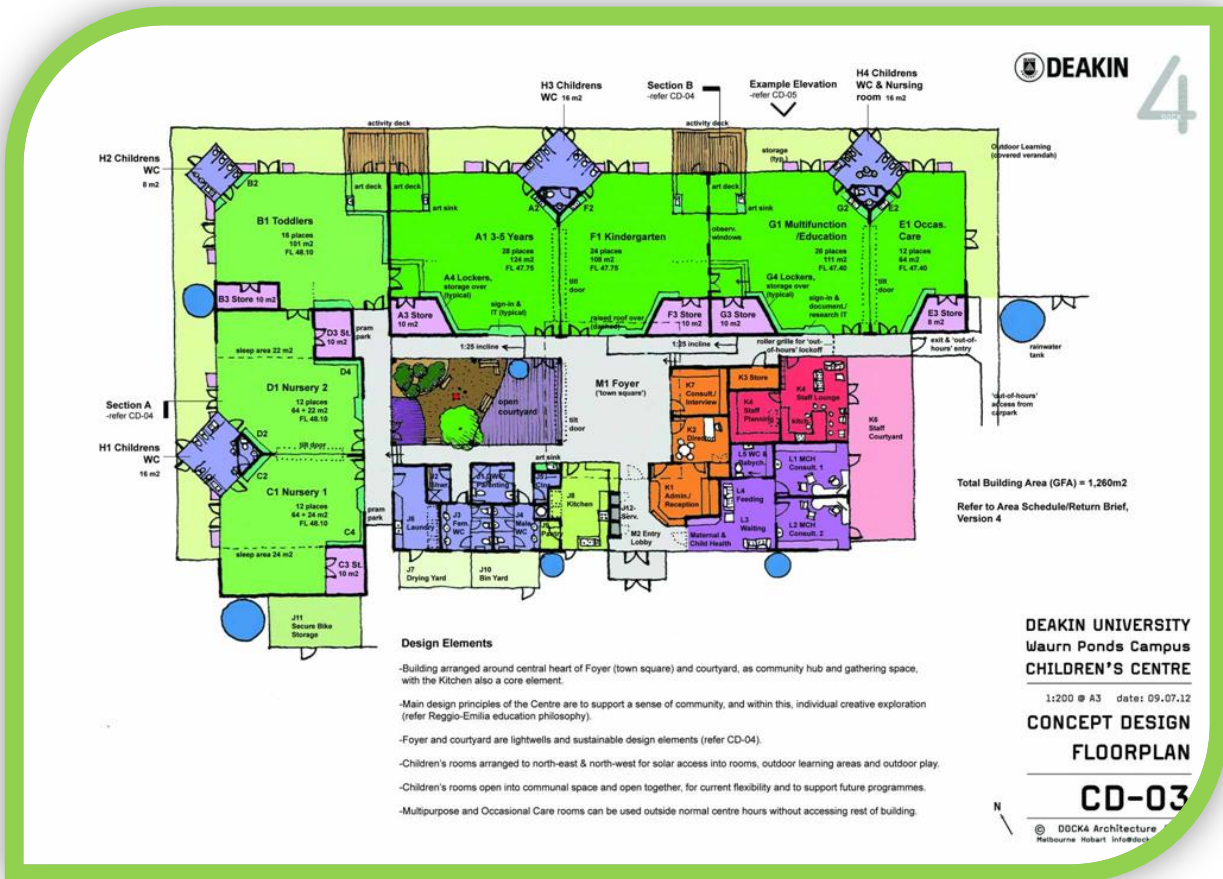 DEAKIN
4
DOCK
H3 Childrens
WC 16 m2
Section B
-refer CD-04
Example Elevation
-refer CD-05
H4 Childrens
WC & Nursing
room 16 m2
activity deck
activity deck
H2 Childrens
WC
8 m2
storage
(typ.)
Outdoor Learning
(covered verandah)
B2
art deck
art deck
art sink
A2
F2
art deck
art deck
art sink
G2
E2
B1 Toddlers
16 places
101 m2
FL 48.10
A1 3-5 Years
28 places
124 m2
FL 47.75
F1 Kindergarten
24 places
108 m2
FL 47.75
observ.
windows
G1 Multifunction
/Education
26 places
111 m2
FL 47.40
E1 Occas.
Care
12 places
64 m2
FL 47.40
A4 Lockers,
storage over
(typical)
tilt
door
G4 Lockers,
storage over
(typical)
tilt
door
B3 Store 10 m2
A3 Store
10 m2
sign-in &
IT (typical)
raised roof over
(dashed)
F3 Store
10 m2
G3 Store
10 m2
sign-in &
document./
research IT
E3 Store
8 m2
D3 St.
10 m2
pram
park
1:25 incline
1:25 incline
roller grille for 'out-
of-hours' lockoff
exit & 'out-of-
hours' entry
rainwater
tank
sleep area 22 m2
D4
D1 Nursery 2
12 places
64 + 22 m2
FL 48.10
Section A
-refer CD-04
open
courtyard
M1 Foyer
('town square')
K7
Consult./
Interview
K3 Store
K4
Staff
Planning
K4
Staff Lounge
kitch
'out-of-hours'
access from
carpark
D2
tilt door
tilt
door
K2
Director
K6
Staff
Courtyard
H1 Childrens
WC
16 m2
C2
C1 Nursery 1
12 places
64 + 24 m2
FL 48.10
art sink
L5 WC &
Babych.
L1 MCH
Consult. 1
J2
Shwr
Parenting
J8
Kitchen
K1
Admin./
Reception
L4
Feeding
Total Building Area (GFA) = 1,260m2
Refer to Area Schedule/Return Brief,
Version 4
pram
park
C4
J6
Laundry
J3
Fem.
WC
J4
Male
WC
Pantry
J12-
Serv.
M2 Entry
Lobby
Maternal &
Child Health
L3
Waiting
L2 MCH
Consult. 2
sleep area 24 m2
C3 St.
10 m2
J7
Drying Yard
J10
Bin Yard
J11
Secure Bike
Storage
Design Elements
-Building arranged around central heart of Foyer (town square) and courtyard, as community hub and gathering space,
with the Kitchen also a core element.
-Main design principles of the Centre are to support a sense of community, and within this, individual creative exploration
(refer Reggio-Emilia education philosophy).
-Foyer and courtyard are lightwells and sustainable design elements (refer CD-04).
-Children's rooms arranged to north-east & north-west for solar access into rooms, outdoor learning areas and outdoor play.
-Children's rooms open into communal space and open together, for current flexibility and to support future programmes.
-Multipurpose and Occasional Care rooms can be used outside normal centre hours without accessing rest of building.
DEAKIN UNIVERSITY
Waurn Ponds Campus
CHILDREN'S CENTRE
1:200 @ A3 date: 09.07.12
CONCEPT DESIGN
FLOORPLAN
CD-03
N
© DOCK4 Architecture
Melbourne Hobart info@dock